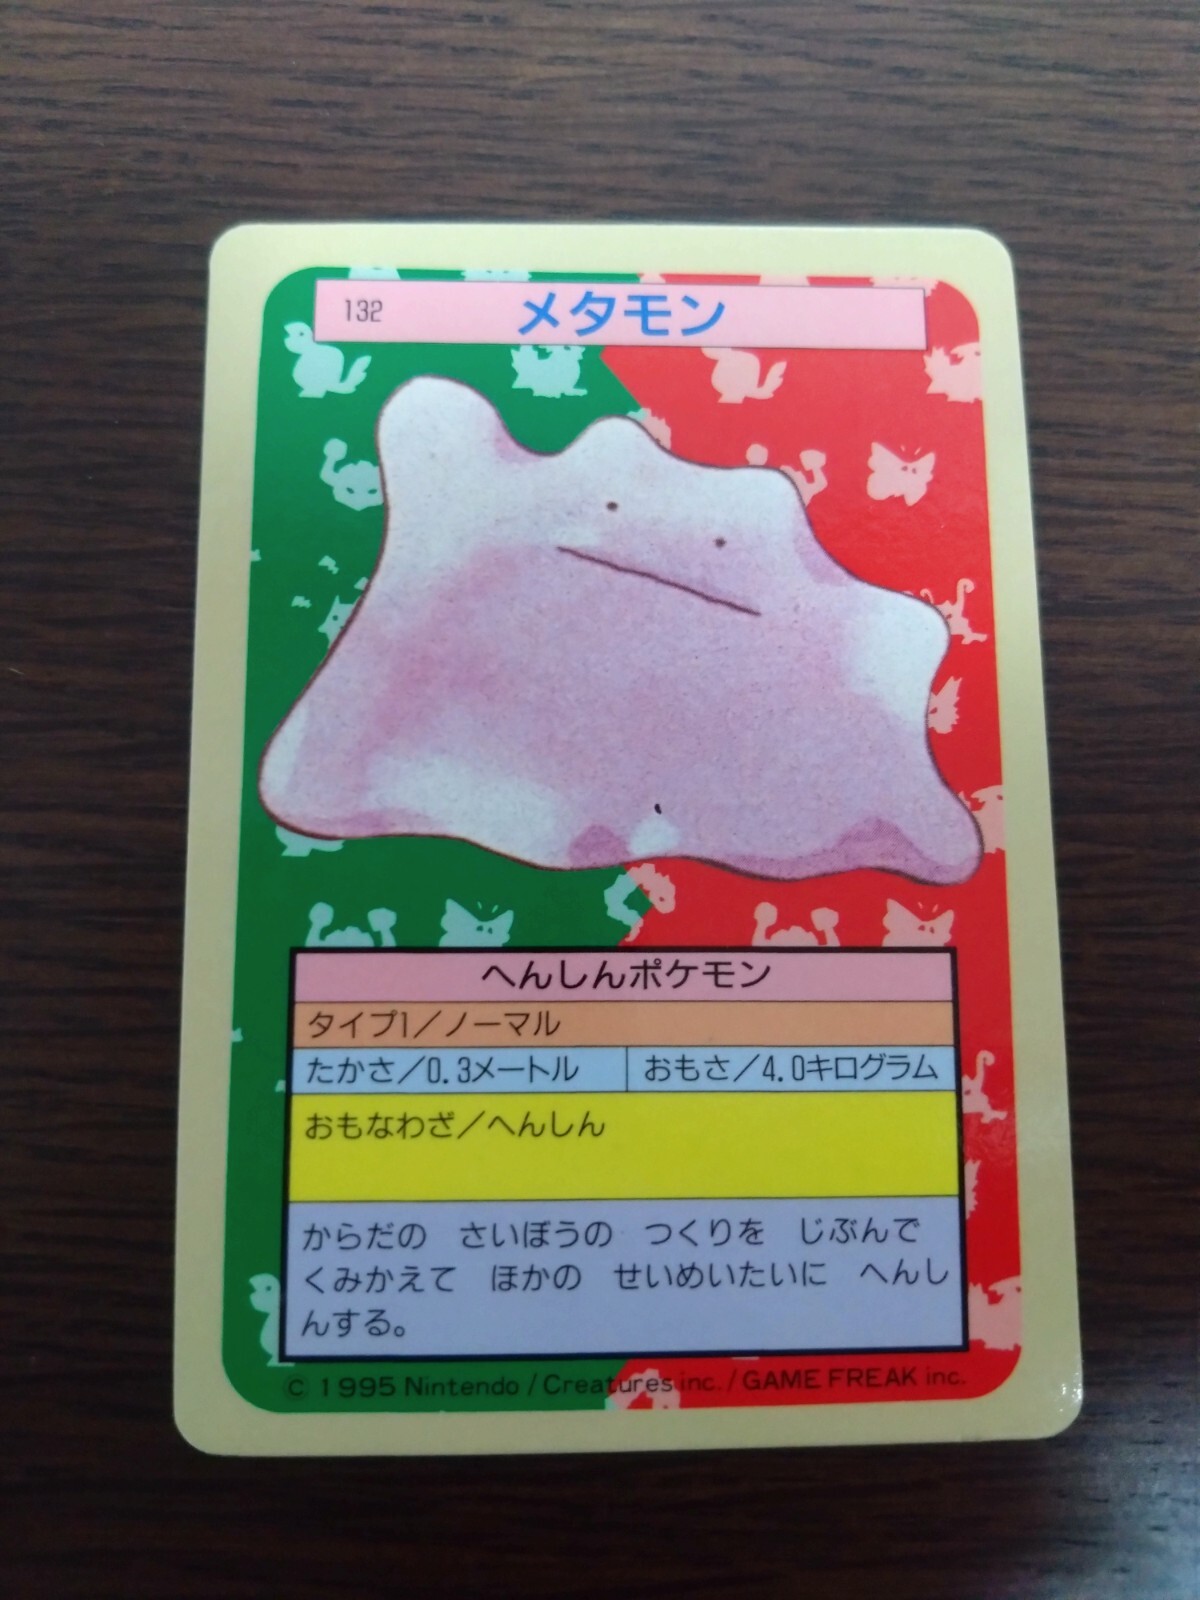 132 メタモン
へんしんポケモン
タイプ1/ノーマル
たかさ/0.3メートル おもさ/4.0キログラム
おもなわざ/へんしん
からだの さいぼうの つくりを じぶんで
くみかえて ほかの せいめいたいに へんし
んする。
© 1995 Nintendo / Creatures inc. / GAME FREAK inc.